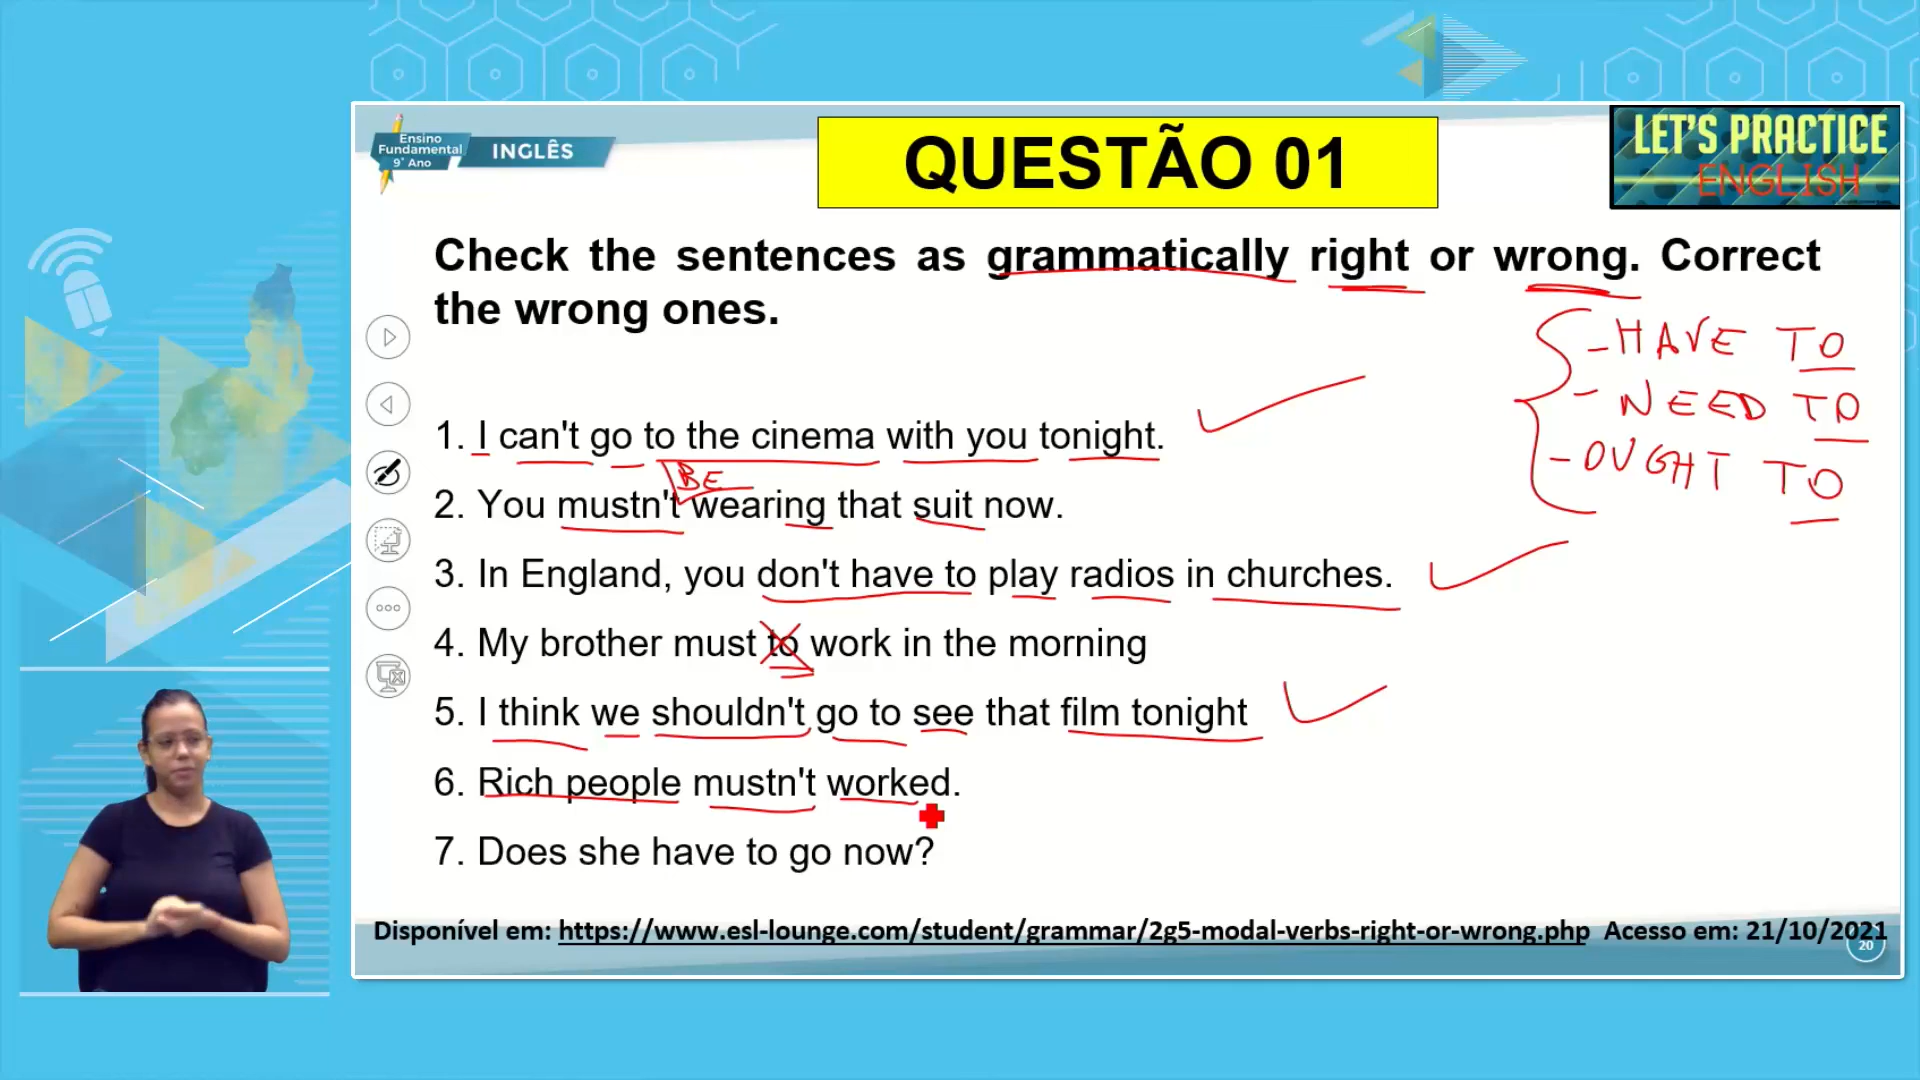 Ensino
Fundamental
9° Ano
INGLÊS
QUESTÃO 01
LET'S PRACTICE
ENGLISH
Check the sentences as grammatically right or wrong. Correct
the wrong ones.
- HAVE TO
- NEED TO
- OUGHT TO
1. I can't go to the cinema with you tonight.
BE
2. You mustn't wearing that suit now.
3. In England, you don't have to play radios in churches.
4. My brother must to work in the morning
5. I think we shouldn't go to see that film tonight
6. Rich people mustn't worked.
7. Does she have to go now?
Disponível em: https://www.esl-lounge.com/student/grammar/2g5-modal-verbs-right-or-wrong.php Acesso em: 21/10/2021
20